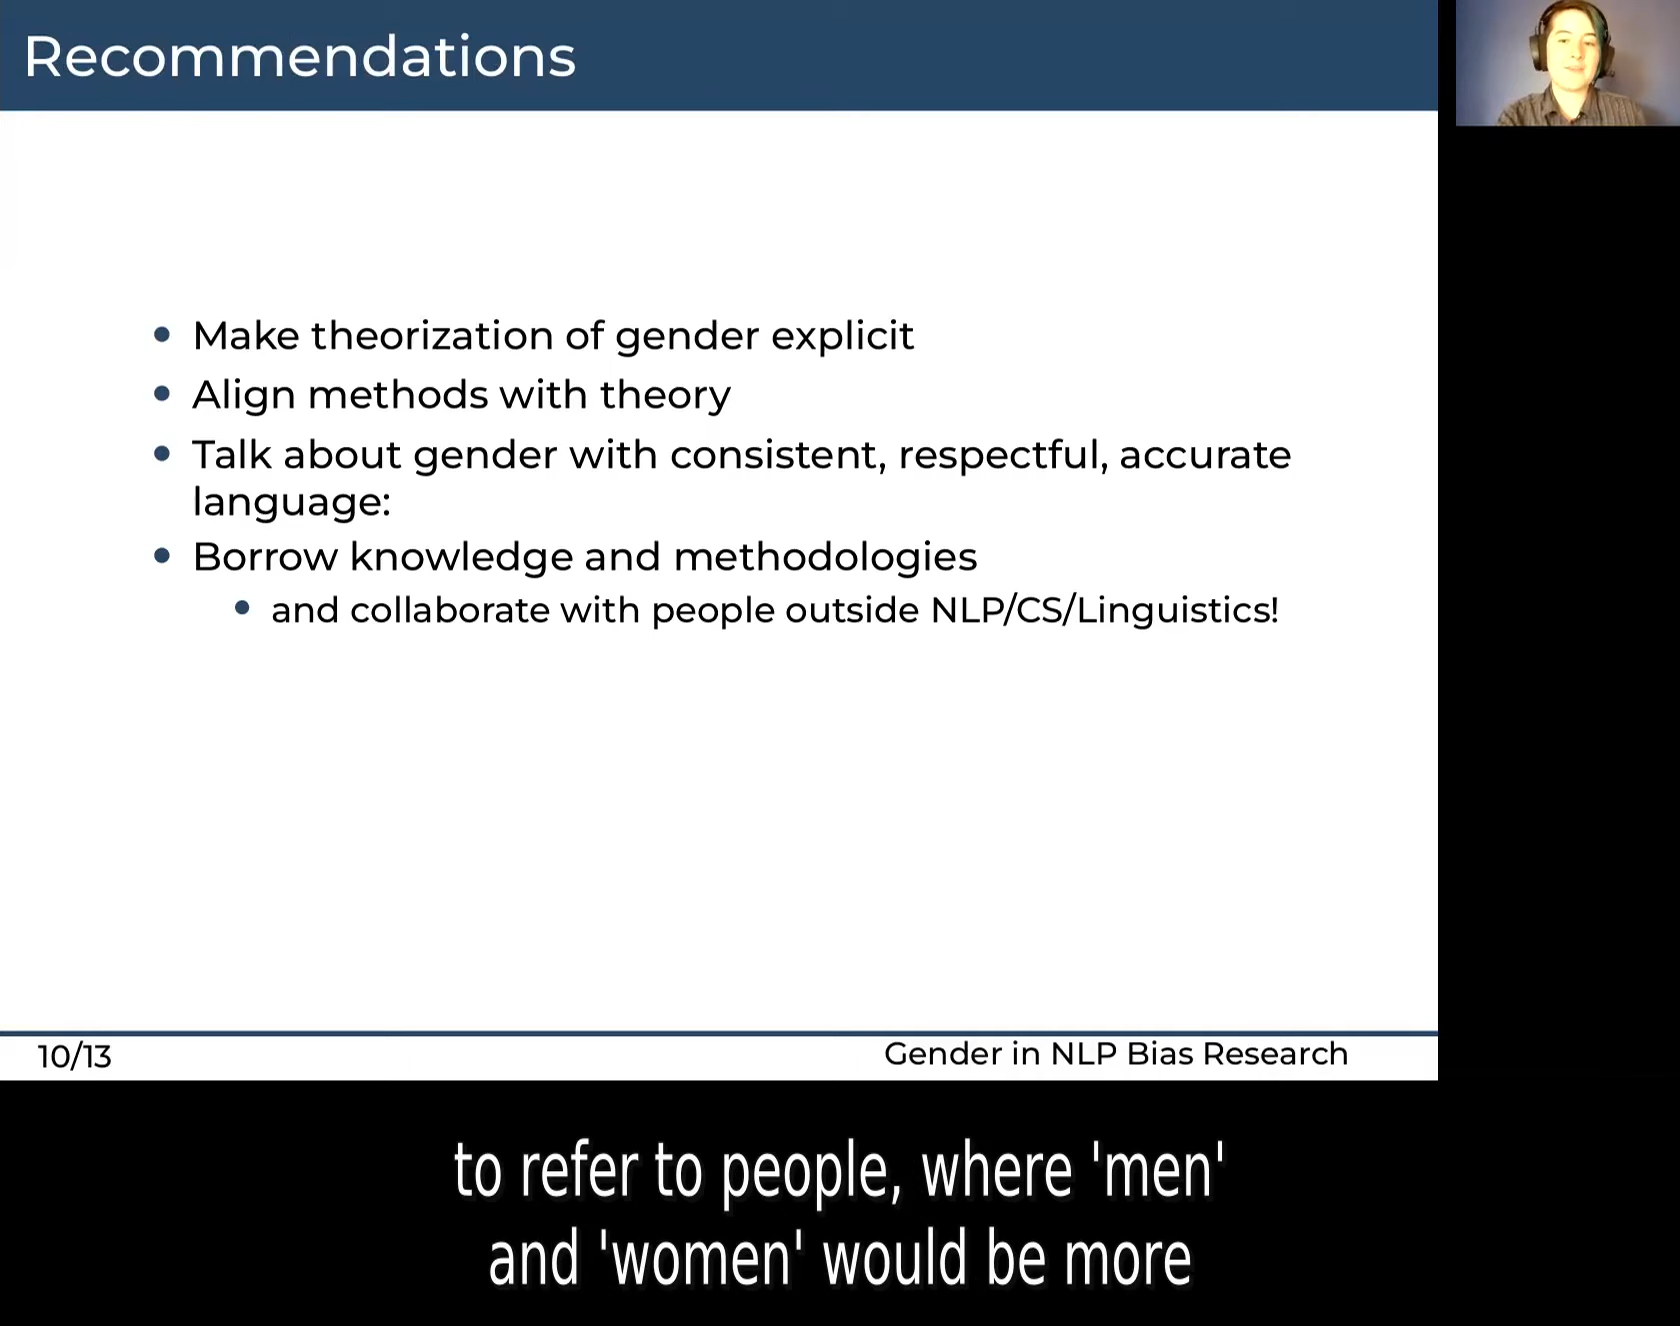 Recommendations
Make theorization of gender explicit
Align methods with theory
Talk about gender with consistent, respectful, accurate
language:
Borrow knowledge and methodologies
and collaborate with people outside NLP/CS/Linguistics!
10/13
Gender in NLP Bias Research
to refer to people, where 'men'
and 'women' would be more